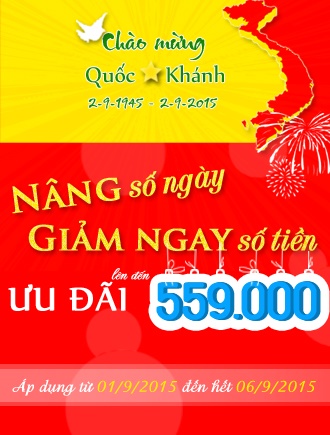 Chào mừng
Quốc Khánh
2-9-1945 - 2-9-2015
NÂNG số ngày
GIẢM NGAY số tiền
lên đến
ƯU ĐÃI 559.000
Áp dụng từ 01/9/2015 đến hết 06/9/2015